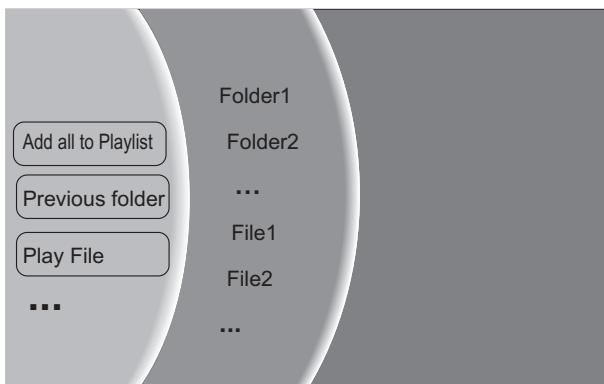 Add all to Playlist
Previous folder
Play File
...
Folder1
Folder2
...
File1
File2
...